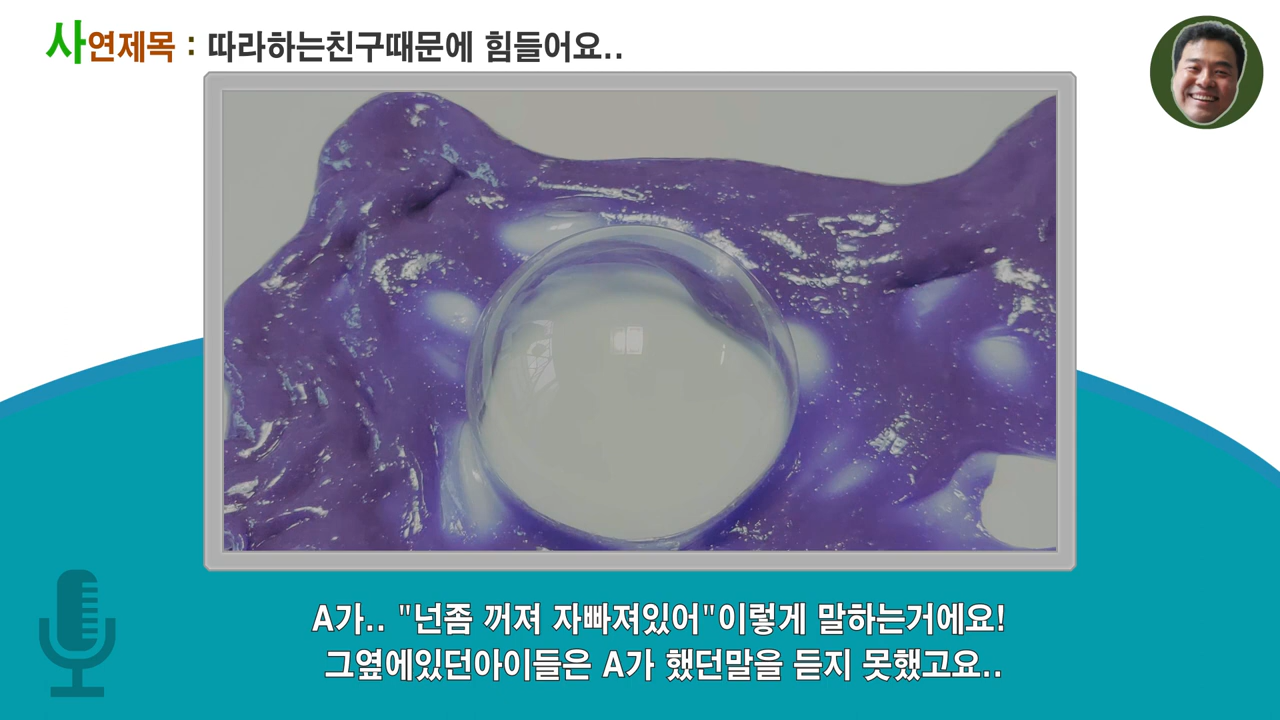 사연제목 : 따라하는친구때문에 힘들어요..
A가.. "넌좀 꺼져 자빠져있어"이렇게 말하는거에요!
그옆에있던아이들은 A가 했던말을 듣지 못했고요..